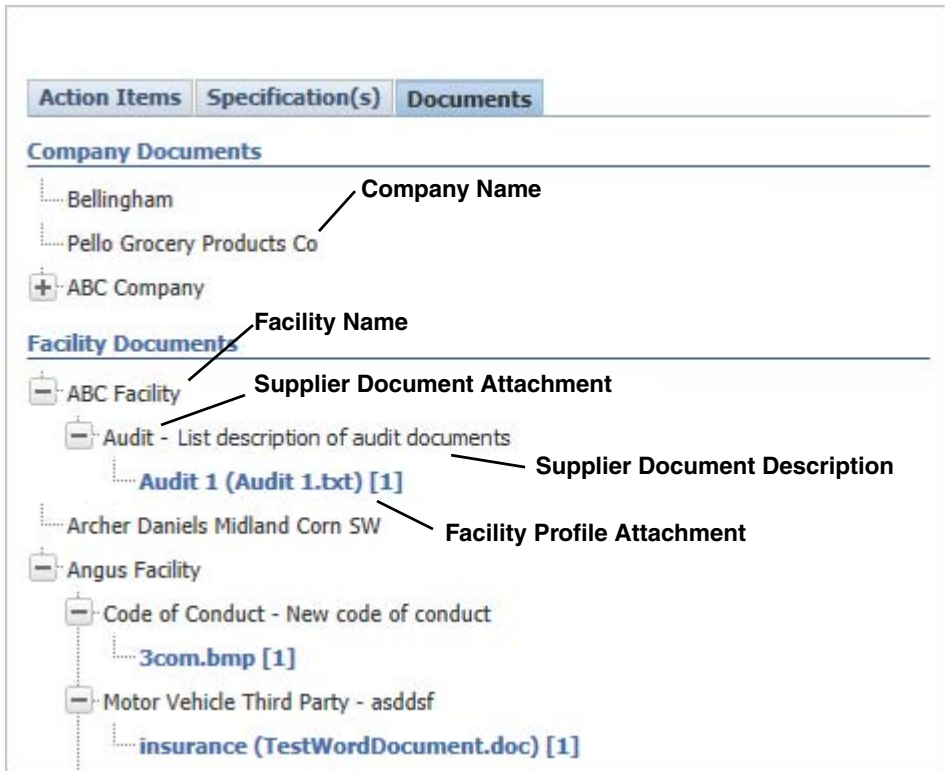 Action Items Specification(s) Documents
Company Documents
Bellingham
Company Name
Pello Grocery Products Co
ABC Company
Facility Name
Facility Documents
ABC Facility
Supplier Document Attachment
Audit - List description of audit documents
Supplier Document Description
Audit 1 (Audit 1.txt) [1]
Archer Daniels Midland Corn SW
Facility Profile Attachment
Angus Facility
Code of Conduct - New code of conduct
3com.bmp [1]
Motor Vehicle Third Party - asddsf
insurance (TestWordDocument.doc) [1]